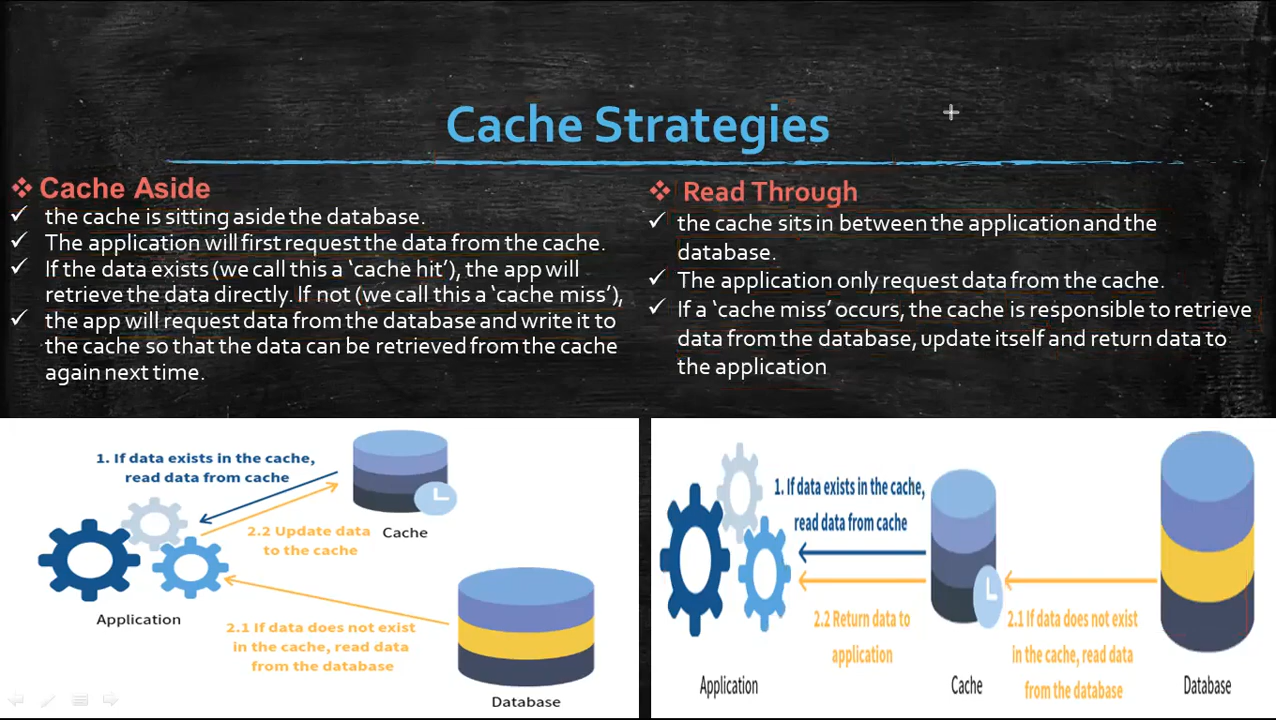 Cache Strategies
Cache Aside
the cache is sitting aside the database.
The application will first request the data from the cache.
If the data exists (we call this a ‘cache hit’), the app will
retrieve the data directly. If not (we call this a ‘cache miss’),
the app will request data from the database and write it to
the cache so that the data can be retrieved from the cache
again next time.
Read Through
the cache sits in between the application and the
database.
The application only request data from the cache.
If a ‘cache miss’ occurs, the cache is responsible to retrieve
data from the database, update itself and return data to
the application
1. If data exists in the cache,
read data from cache
2.2 Update data
to the cache
Cache
Application
2.1 If data does not exist
in the cache, read data
from the database
Database
1. If data exists in the cache,
read data from cache
2.2 Return data to
application
2.1 If data does not exist
in the cache, read data
from the database
Application
Cache
Database